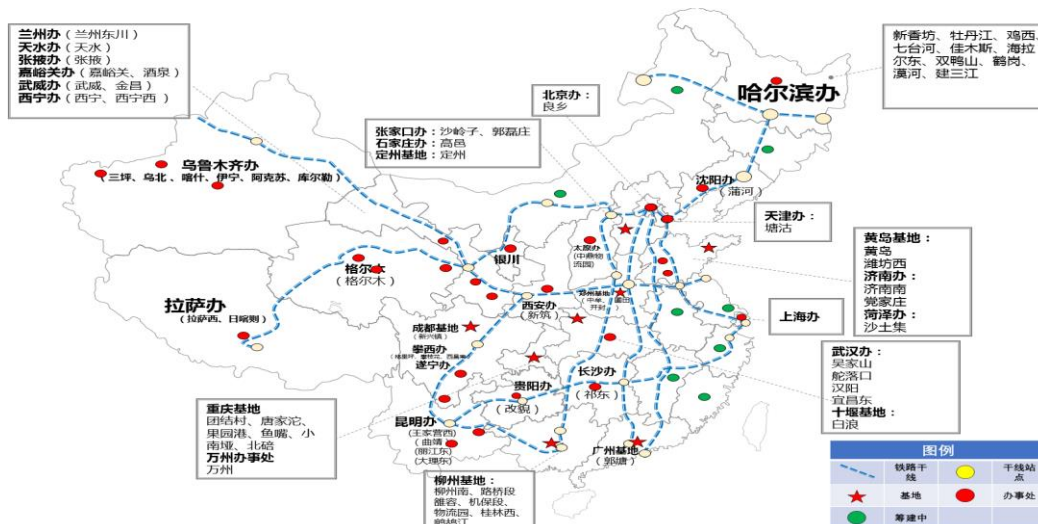 兰州办（兰州东川）
天水办（天水）
张掖办（张掖）
嘉峪关办（嘉峪关、酒泉）
武威办（武威、金昌）
西宁办（西宁、西宁西）
新香坊、牡丹江、鸡西、
七台河、佳木斯、海拉
尔东、双鸭山、鹤岗、
漠河、建三江
哈尔滨办
北京办：
良乡
张家口办：沙岭子、郭磊庄
石家庄办：高邑
定州基地：定州
乌鲁木齐办
（三坪、乌北 、喀什、伊宁、阿克苏、库尔勒）
沈阳办
（蒲河）
天津办：
塘沽
黄岛基地：
黄岛
潍坊西
济南办：
济南南
党家庄
菏泽办：
沙土集
银川
太原办
（中鼎物
流园）
格尔木
（格尔木）
拉萨办
（拉萨西、日喀则）
西安办
（新筑）
郑州基地
（中牟、
开封）
上海办
成都基地
（新兴镇）
攀西办
遂宁办
武汉办：
吴家山
舵落口
汉阳
宜昌东
十堰基地：
白浪
贵阳办
（改貌）
长沙办
（祁东）
重庆基地
团结村、唐家沱、
果园港、鱼嘴、小
南垭、北碚
万州办事处
万州
昆明办
(王家营西)
（曲靖）
(丽江东)
(大理东)
广州基地
（郭塘）
柳州基地：
柳州南、路桥段
雒容、机保段、
物流园、桂林西、
图例
铁路干线
干线站点
基地
办事处
筹建中